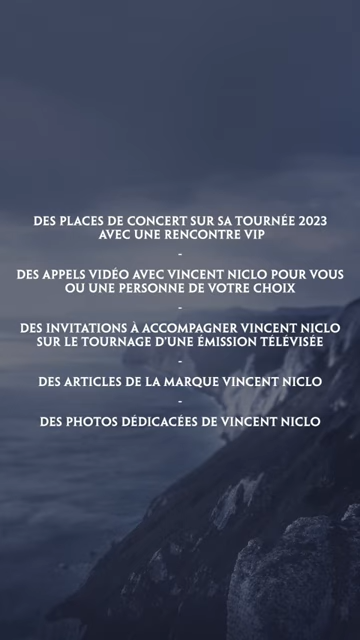 DES PLACES DE CONCERT SUR SA TOURNÉE 2023
AVEC UNE RENCONTRE VIP
-
DES APPELS VIDÉO AVEC VINCENT NICLO POUR VOUS
OU UNE PERSONNE DE VOTRE CHOIX
-
DES INVITATIONS À ACCOMPAGNER VINCENT NICLO
SUR LE TOURNAGE D'UNE ÉMISSION TÉLÉVISÉE
-
DES ARTICLES DE LA MARQUE VINCENT NICLO
-
DES PHOTOS DÉDICACÉES DE VINCENT NICLO